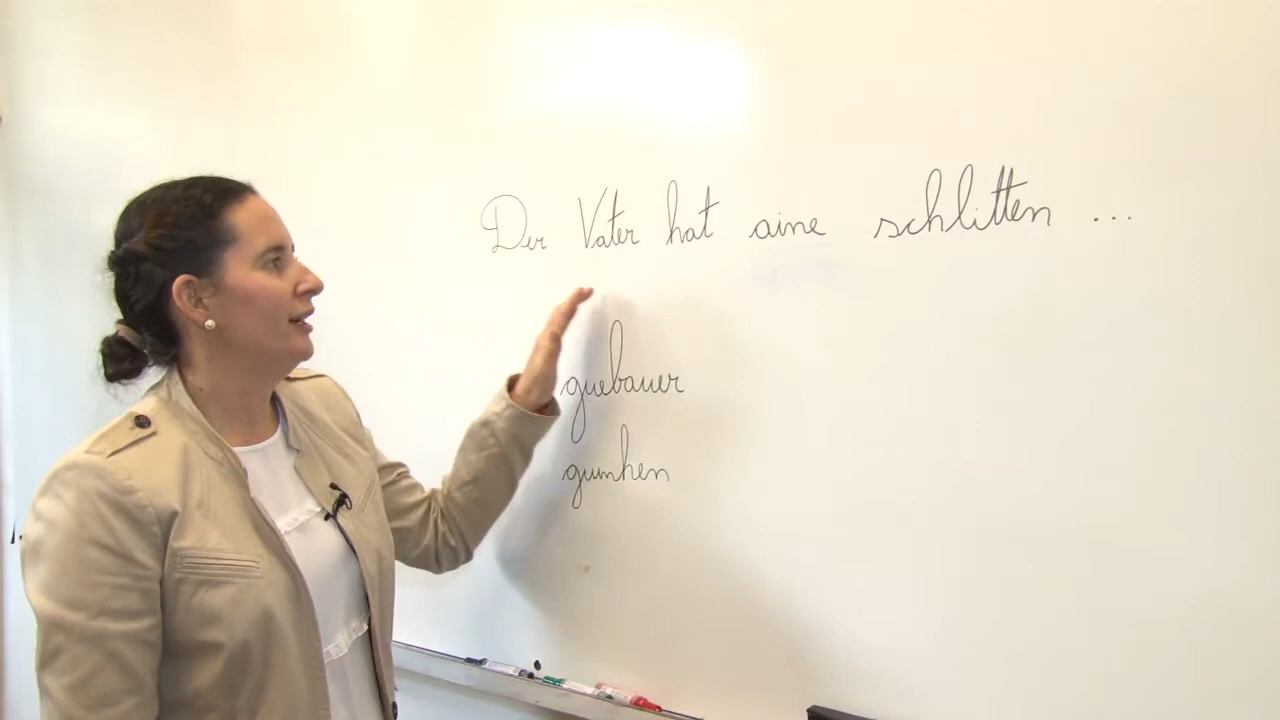 Der Vater hat aine schlitten ...
guebauer
gumhen